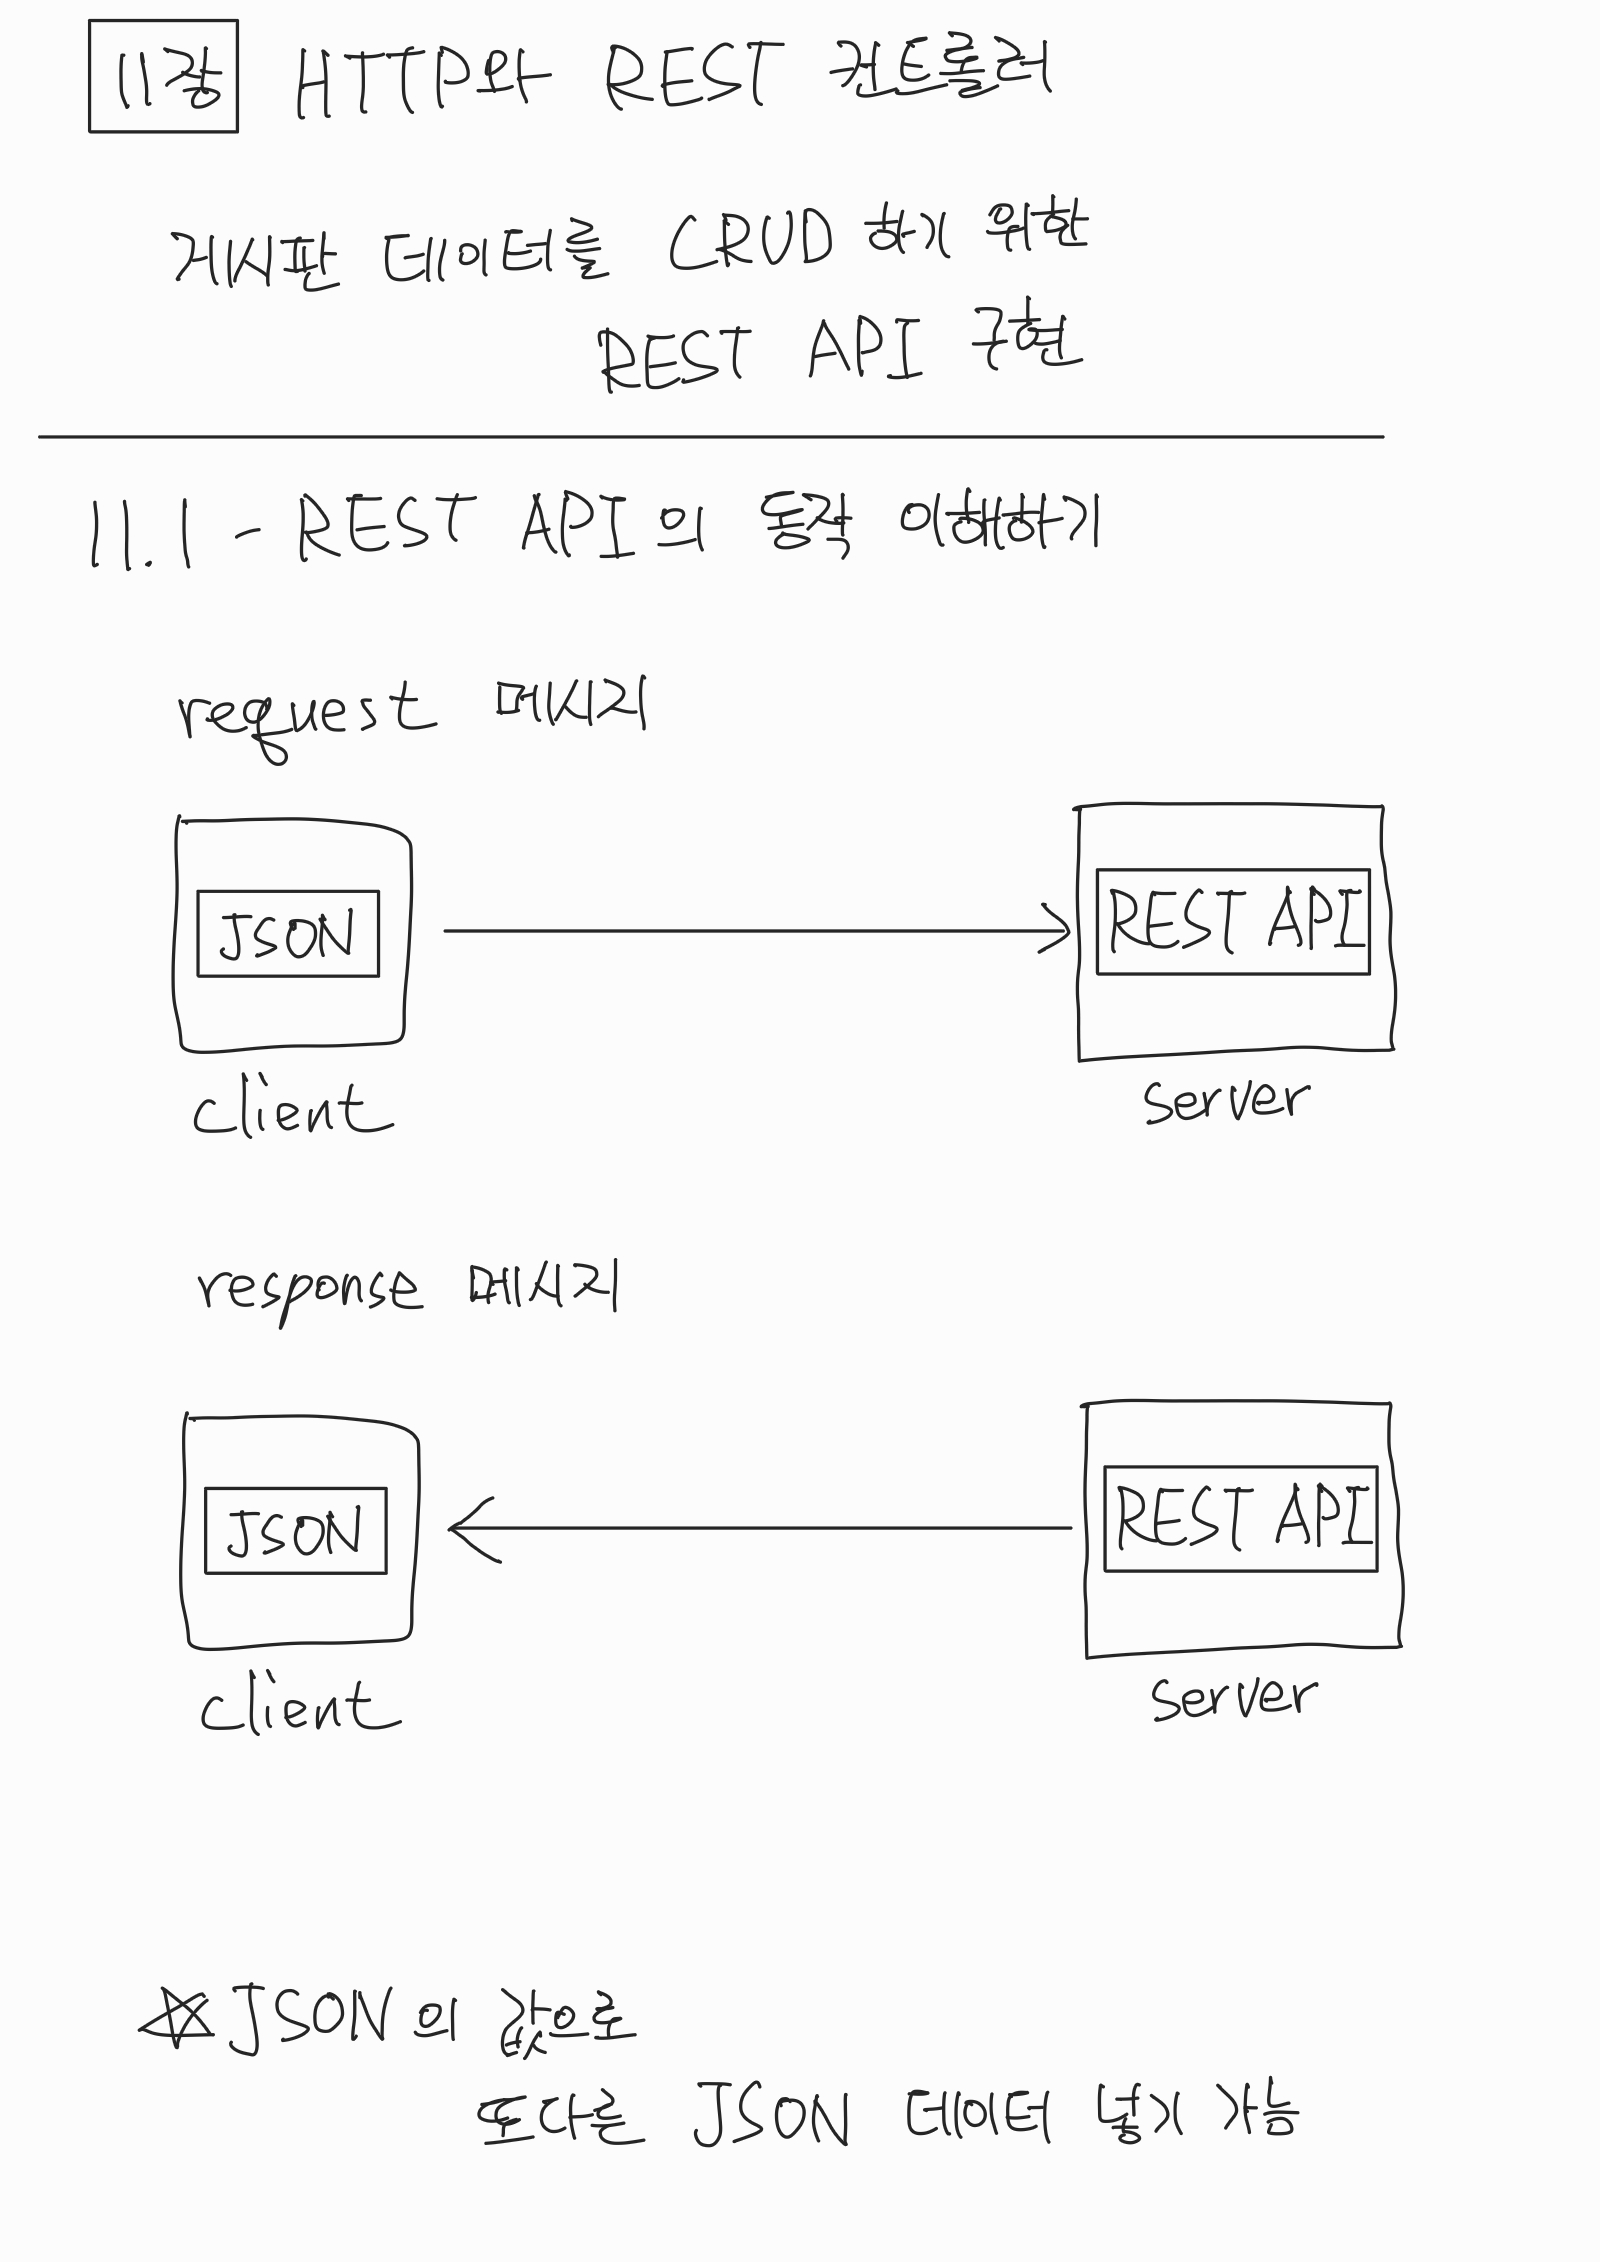 11강 HTTP와 REST 컨트롤러
게시판 데이터를 CRUD 하기 위한
REST API 구현
11.1 - REST API의 동작 이해하기
request 메시지
JSON
REST API
client
server
response 메시지
JSON
REST API
client
server
☆ JSON의 값으로
또다른 JSON 데이터 넣기 가능